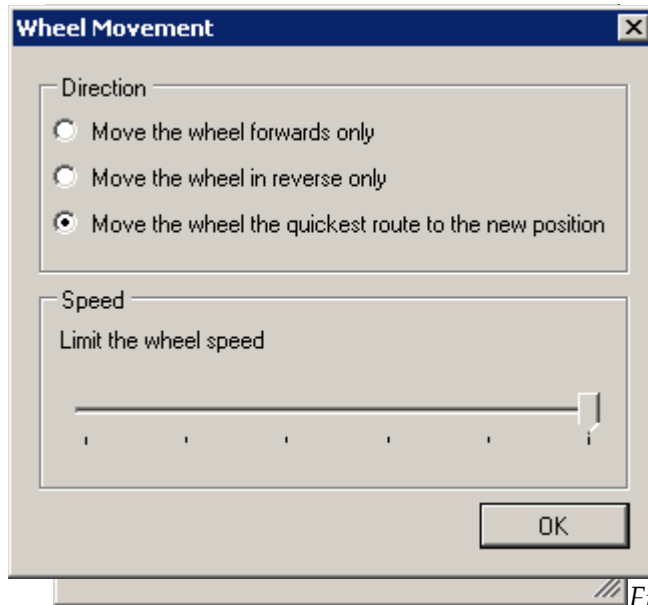 Wheel Movement
Direction
Move the wheel forwards only
Move the wheel in reverse only
Move the wheel the quickest route to the new position
Speed
Limit the wheel speed
OK